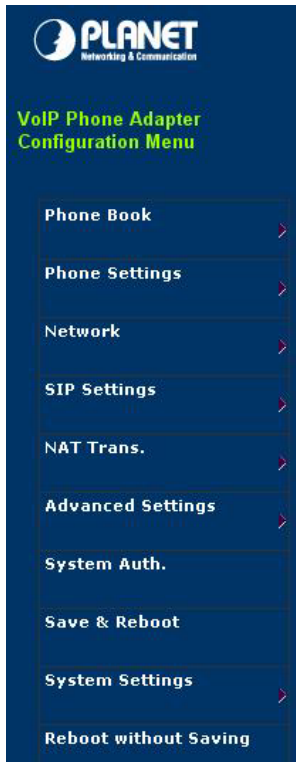 PLANET
Networking & Communication
VoIP Phone Adapter
Configuration Menu
Phone Book
Phone Settings
Network
SIP Settings
NAT Trans.
Advanced Settings
System Auth.
Save & Reboot
System Settings
Reboot without Saving